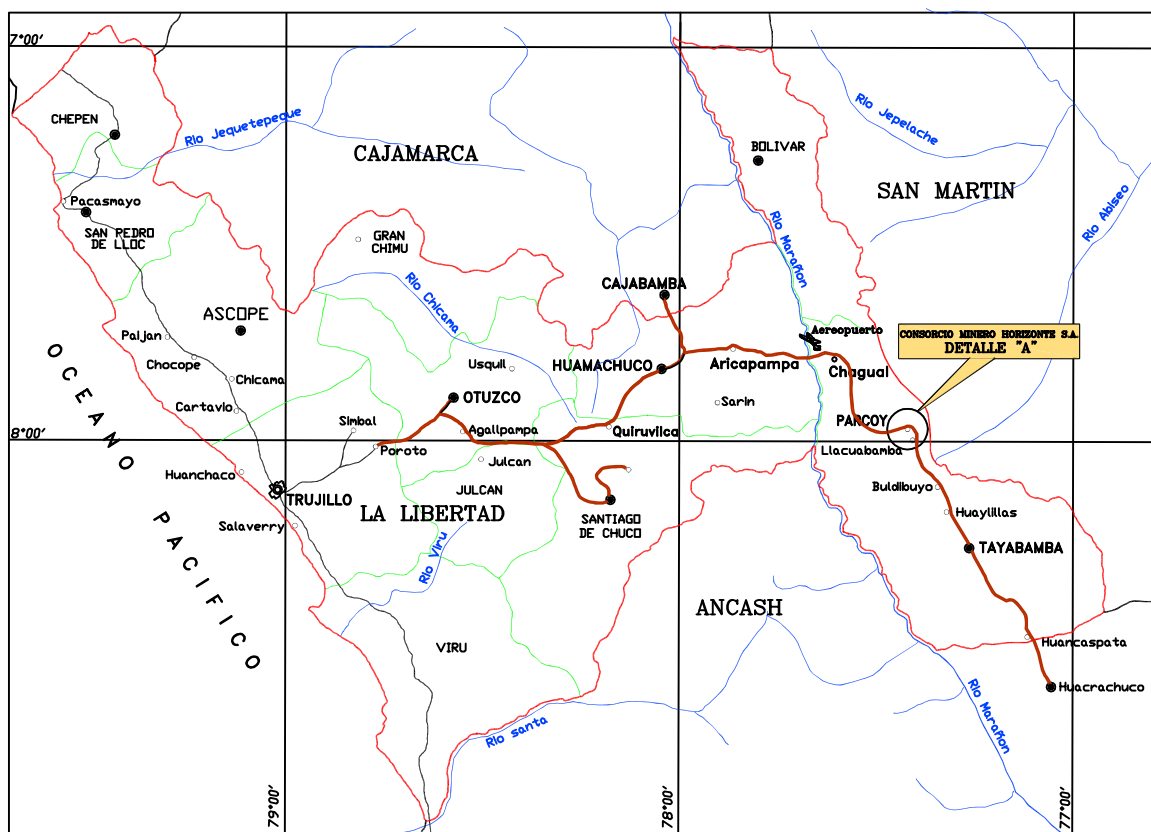 7°00'
CHEPEN
Rio Jequetepeque
CAJAMARCA
BOLIVAR
Rio Jepelache
SAN MARTIN
Rio Abiseo
Pacasmayo
SAN PEDRO
DE LLOC
GRAN
CHIMU
Rio Marañon
Rio Chicama
CAJABAMBA
ASCOPE
Paijan
Chocope
Chicama
Cartavio
Usquil
HUAMACHUCO
Aricapampa
Aereopuerto
Chagual
CONSORCIO MINERO HORIZONTE S.A.
DETALLE "A"
OTUZCO
Sarin
Simbal
Agallpampa
Quiruvilca
PARCOY
8°00'
Poroto
Llacuabamba
Huanchaco
Julcan
JULCAN
Buldibuyo
TRUJILLO
LA LIBERTAD
Huaylillas
Salaverry
SANTIAGO
DE CHUCO
TAYABAMBA
OCEANO PACIFICO
Rio Viru
ANCASH
VIRU
Huancaspata
Huacrachuco
Rio santa
Rio Marañon
79°00'
78°00'
77°00'